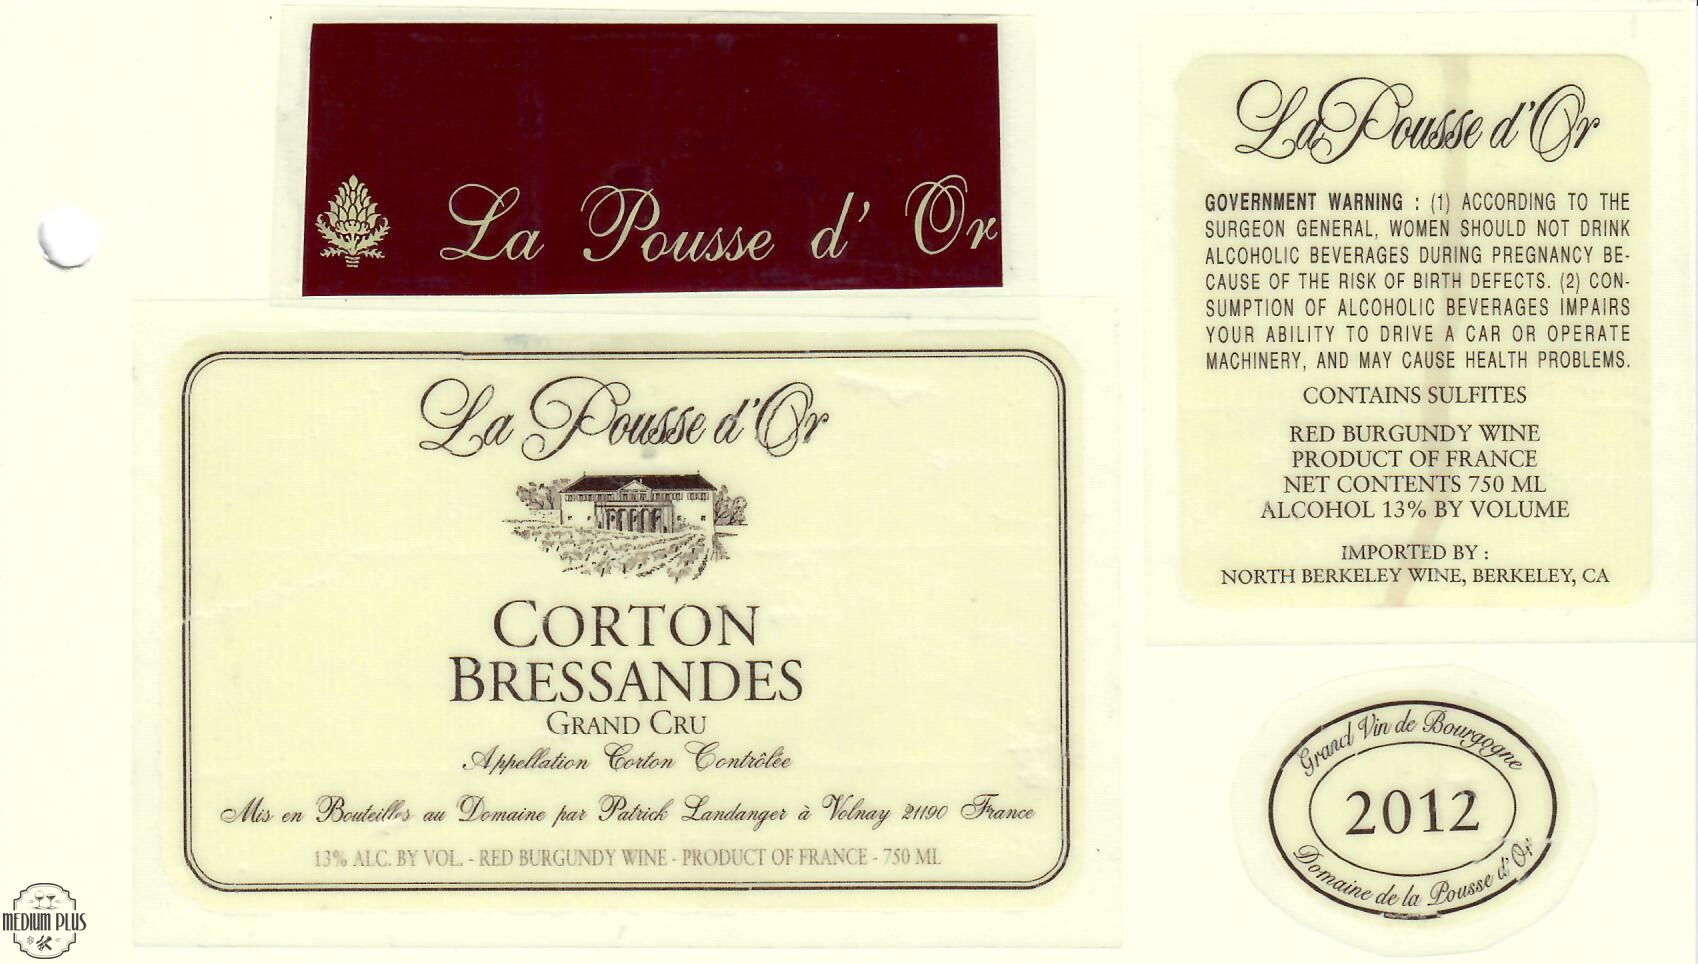 La Pousse d' Or
La Pousse d'Or
CORTON
BRESSANDES
GRAND CRU
Appellation Corton Contrôlée
Mis en Bouteilles au Domaine par Patrick Landanger à Volnay 21190 France
13% ALC. BY VOL. - RED BURGUNDY WINE - PRODUCT OF FRANCE - 750 ML
La Pousse d'Or
GOVERNMENT WARNING : (1) ACCORDING TO THE
SURGEON GENERAL, WOMEN SHOULD NOT DRINK
ALCOHOLIC BEVERAGES DURING PREGNANCY BE-
CAUSE OF THE RISK OF BIRTH DEFECTS. (2) CON-
SUMPTION OF ALCOHOLIC BEVERAGES IMPAIRS
YOUR ABILITY TO DRIVE A CAR OR OPERATE
MACHINERY, AND MAY CAUSE HEALTH PROBLEMS.
CONTAINS SULFITES
RED BURGUNDY WINE
PRODUCT OF FRANCE
NET CONTENTS 750 ML
ALCOHOL 13% BY VOLUME
IMPORTED BY :
NORTH BERKELEY WINE, BERKELEY, CA
Grand Vin de Bourgogne
2012
Domaine de la Pousse d'Or
MEDIUM PLUS